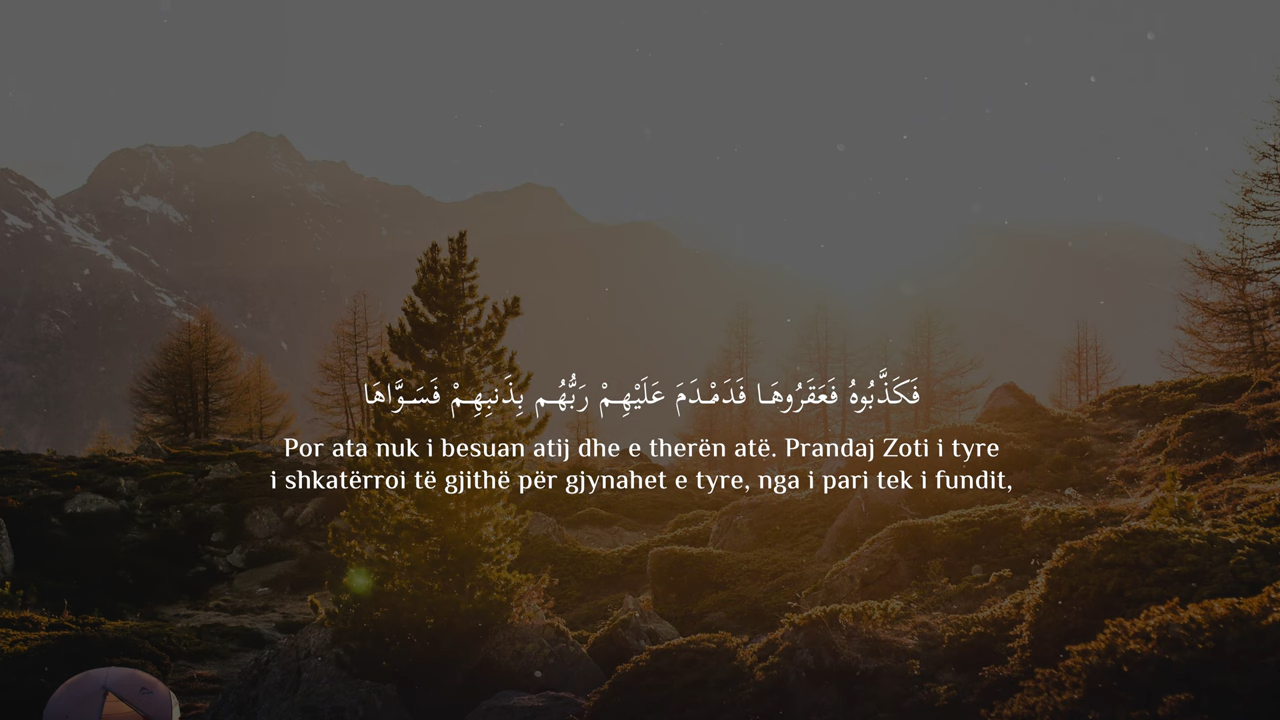 فَكَذَّبُوهُ فَعَقَرُوهَا فَدَمْدَمَ عَلَيْهِمْ رَبُّهُم بِذَنبِهِمْ فَسَوَّاهَا
Por ata nuk i besuan atij dhe e therën atë. Prandaj Zoti i tyre
i shkatërroi të gjithë për gjynahet e tyre, nga i pari tek i fundit,